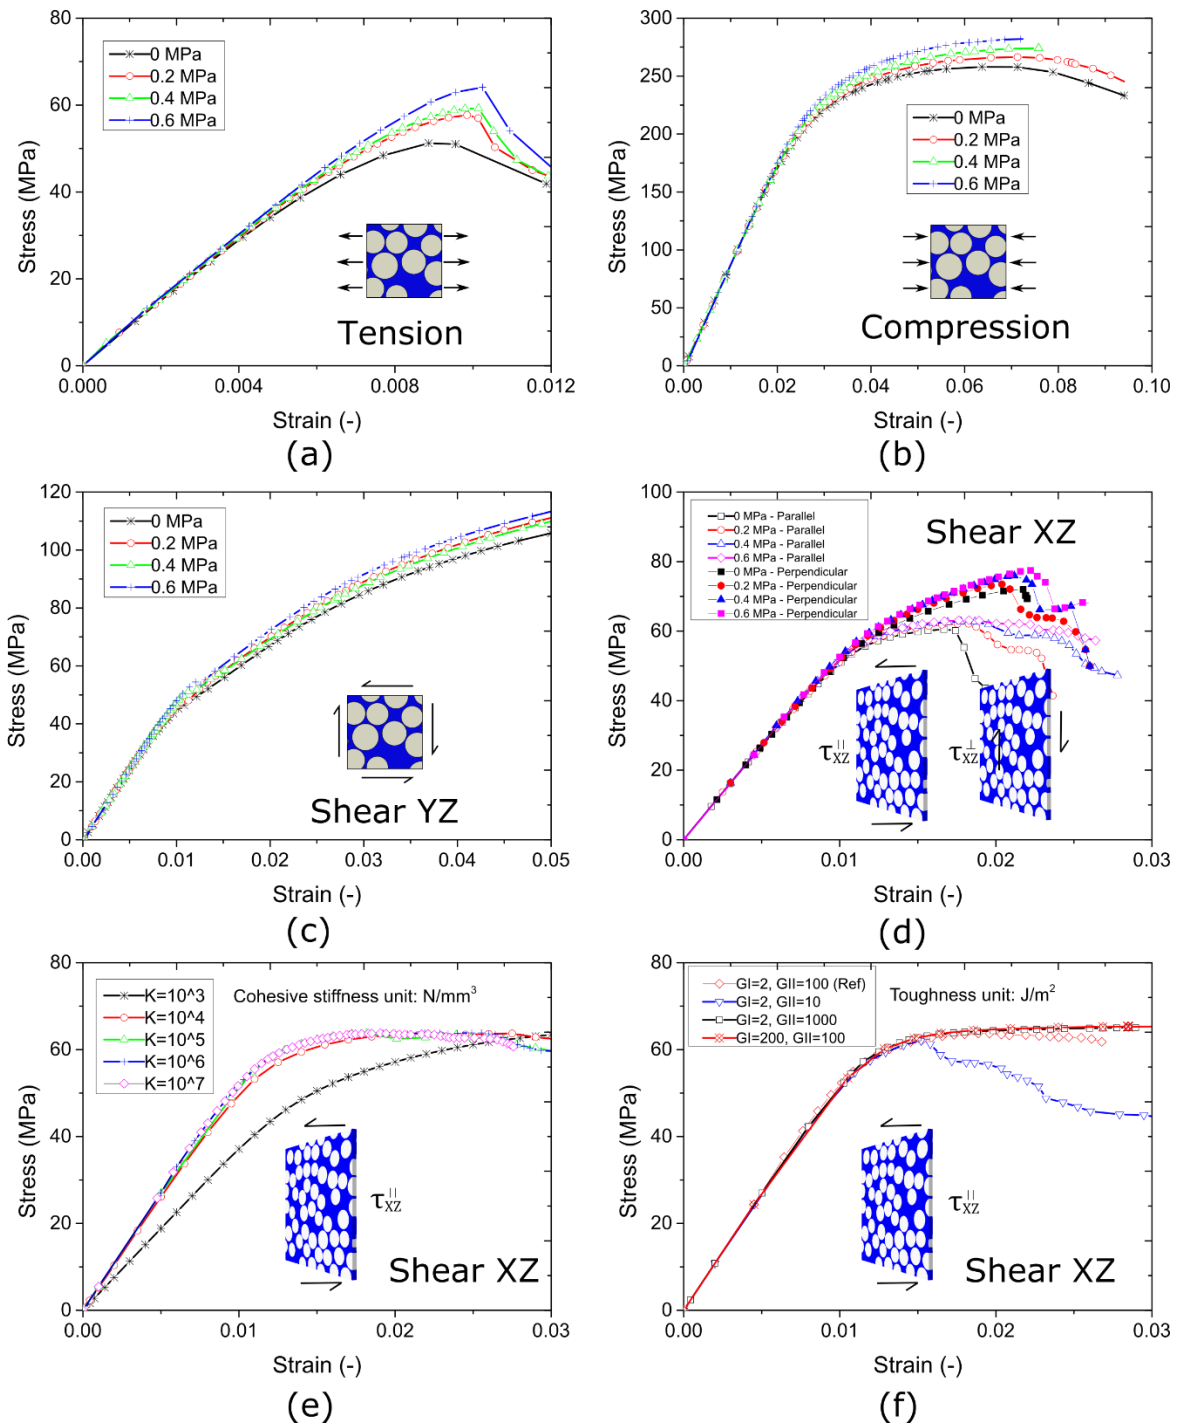 80
60
40
20
0
0.000
0.004
0.008
0.012
Stress (MPa)
Strain (-)
0 MPa
0.2 MPa
0.4 MPa
0.6 MPa
Tension
(a)
300
250
200
150
100
50
0
0.00
0.02
0.04
0.06
0.08
0.10
Stress (MPa)
Strain (-)
0 MPa
0.2 MPa
0.4 MPa
0.6 MPa
Compression
(b)
120
100
80
60
40
20
0
0.00
0.01
0.02
0.03
0.04
0.05
Stress (MPa)
Strain (-)
0 MPa
0.2 MPa
0.4 MPa
0.6 MPa
Shear YZ
(c)
100
80
60
40
20
0
0.00
0.01
0.02
0.03
Stress (MPa)
Strain (-)
0 MPa - Parallel
0.2 MPa - Parallel
0.4 MPa - Parallel
0.6 MPa - Parallel
0 MPa - Perpendicular
0.2 MPa - Perpendicular
0.4 MPa - Perpendicular
0.6 MPa - Perpendicular
Shear XZ
τ||XZ
τ⊥XZ
(d)
80
60
40
20
0
0.00
0.01
0.02
0.03
Stress (MPa)
Strain (-)
K=10^3
K=10^4
K=10^5
K=10^6
K=10^7
Cohesive stiffness unit: N/mm³
τ||XZ
Shear XZ
(e)
80
60
40
20
0
0.00
0.01
0.02
0.03
Stress (MPa)
Strain (-)
GI=2, GII=100 (Ref)
GI=2, GII=10
GI=2, GII=1000
GI=200, GII=100
Toughness unit: J/m²
τ||XZ
Shear XZ
(f)